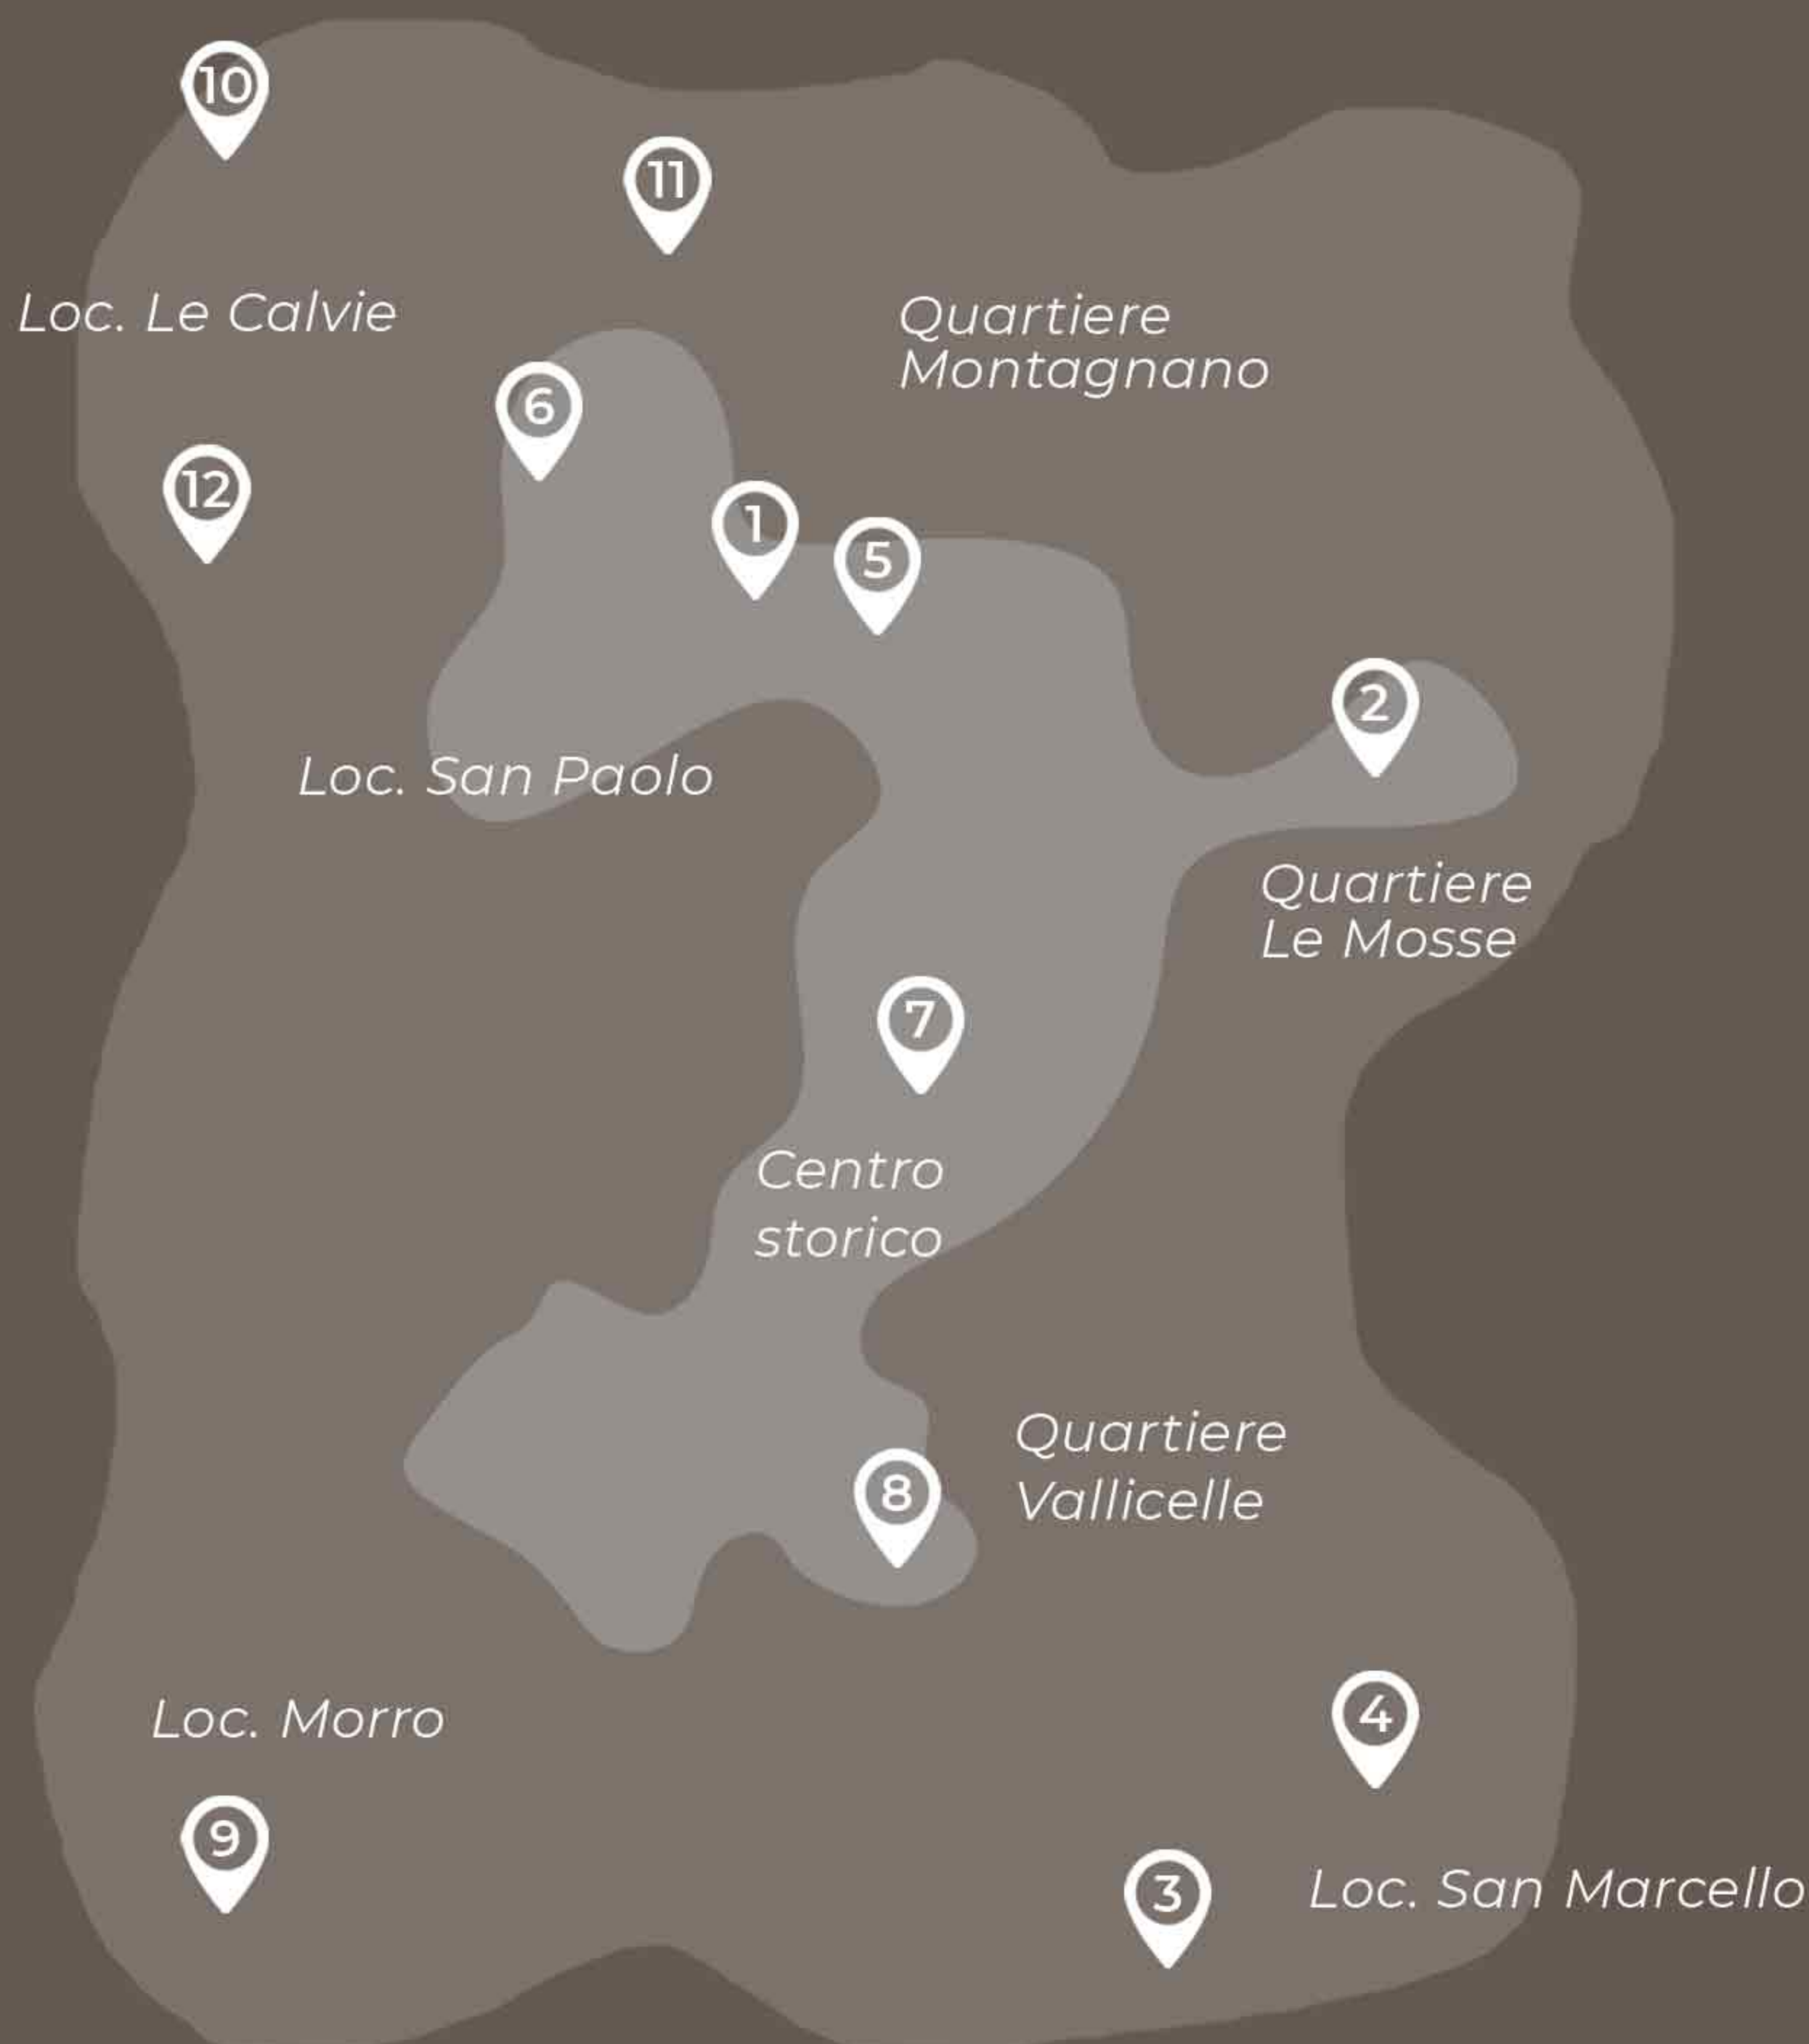 10
11
Loc. Le Calvie
Quartiere
Montagnano
6
12
1
5
2
Loc. San Paolo
Quartiere
Le Mosse
7
Centro
storico
Quartiere
Vallicelle
8
4
Loc. Morro
9
3
Loc. San Marcello